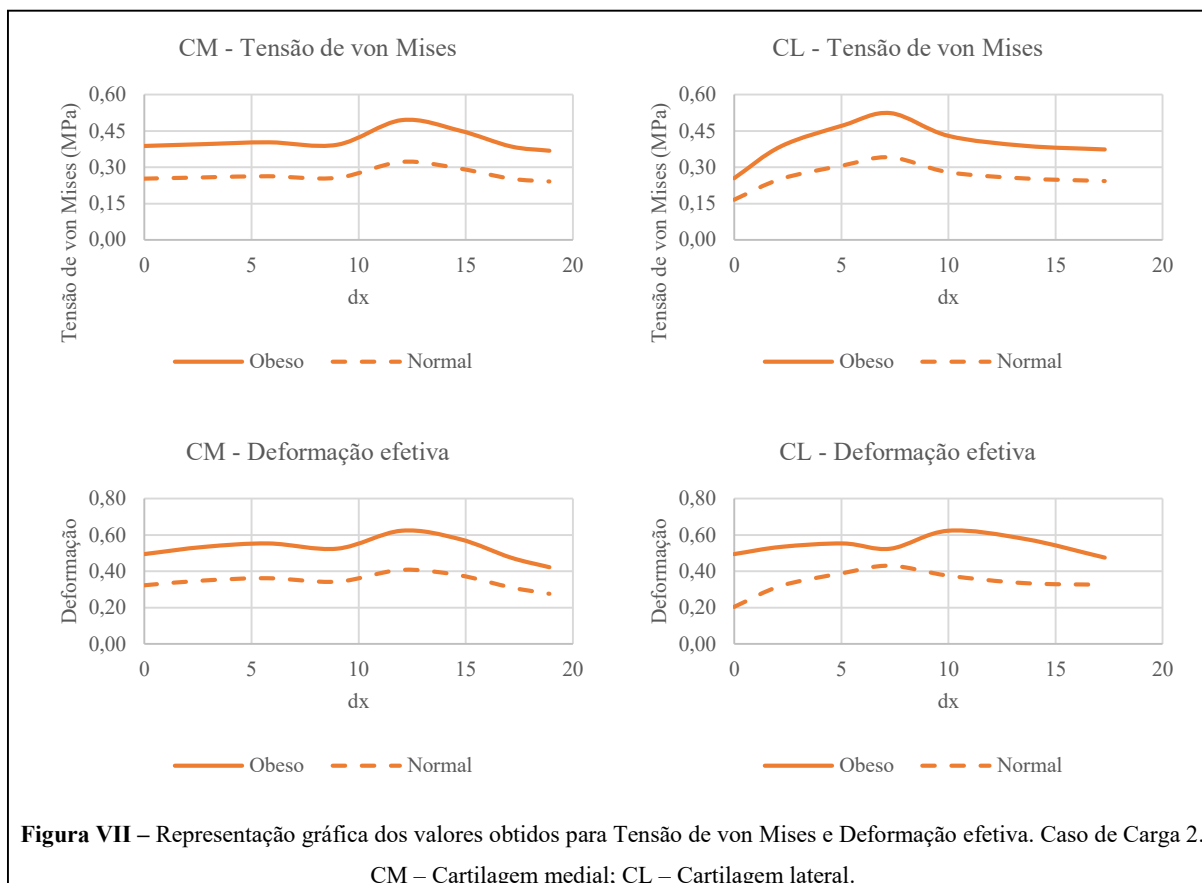 CM - Tensão de von Mises
Tensão de von Mises (MPa)
0,60
0,45
0,30
0,15
0,00
0 5 10 15 20
dx
Obeso Normal
CL - Tensão de von Mises
Tensão de von Mises (MPa)
0,60
0,45
0,30
0,15
0,00
0 5 10 15 20
dx
Obeso Normal
CM - Deformação efetiva
Deformação
0,80
0,60
0,40
0,20
0,00
0 5 10 15 20
dx
Obeso Normal
CL - Deformação efetiva
Deformação
0,80
0,60
0,40
0,20
0,00
0 5 10 15 20
dx
Obeso Normal
Figura VII – Representação gráfica dos valores obtidos para Tensão de von Mises e Deformação efetiva. Caso de Carga 2.
CM – Cartilagem medial; CL – Cartilagem lateral.